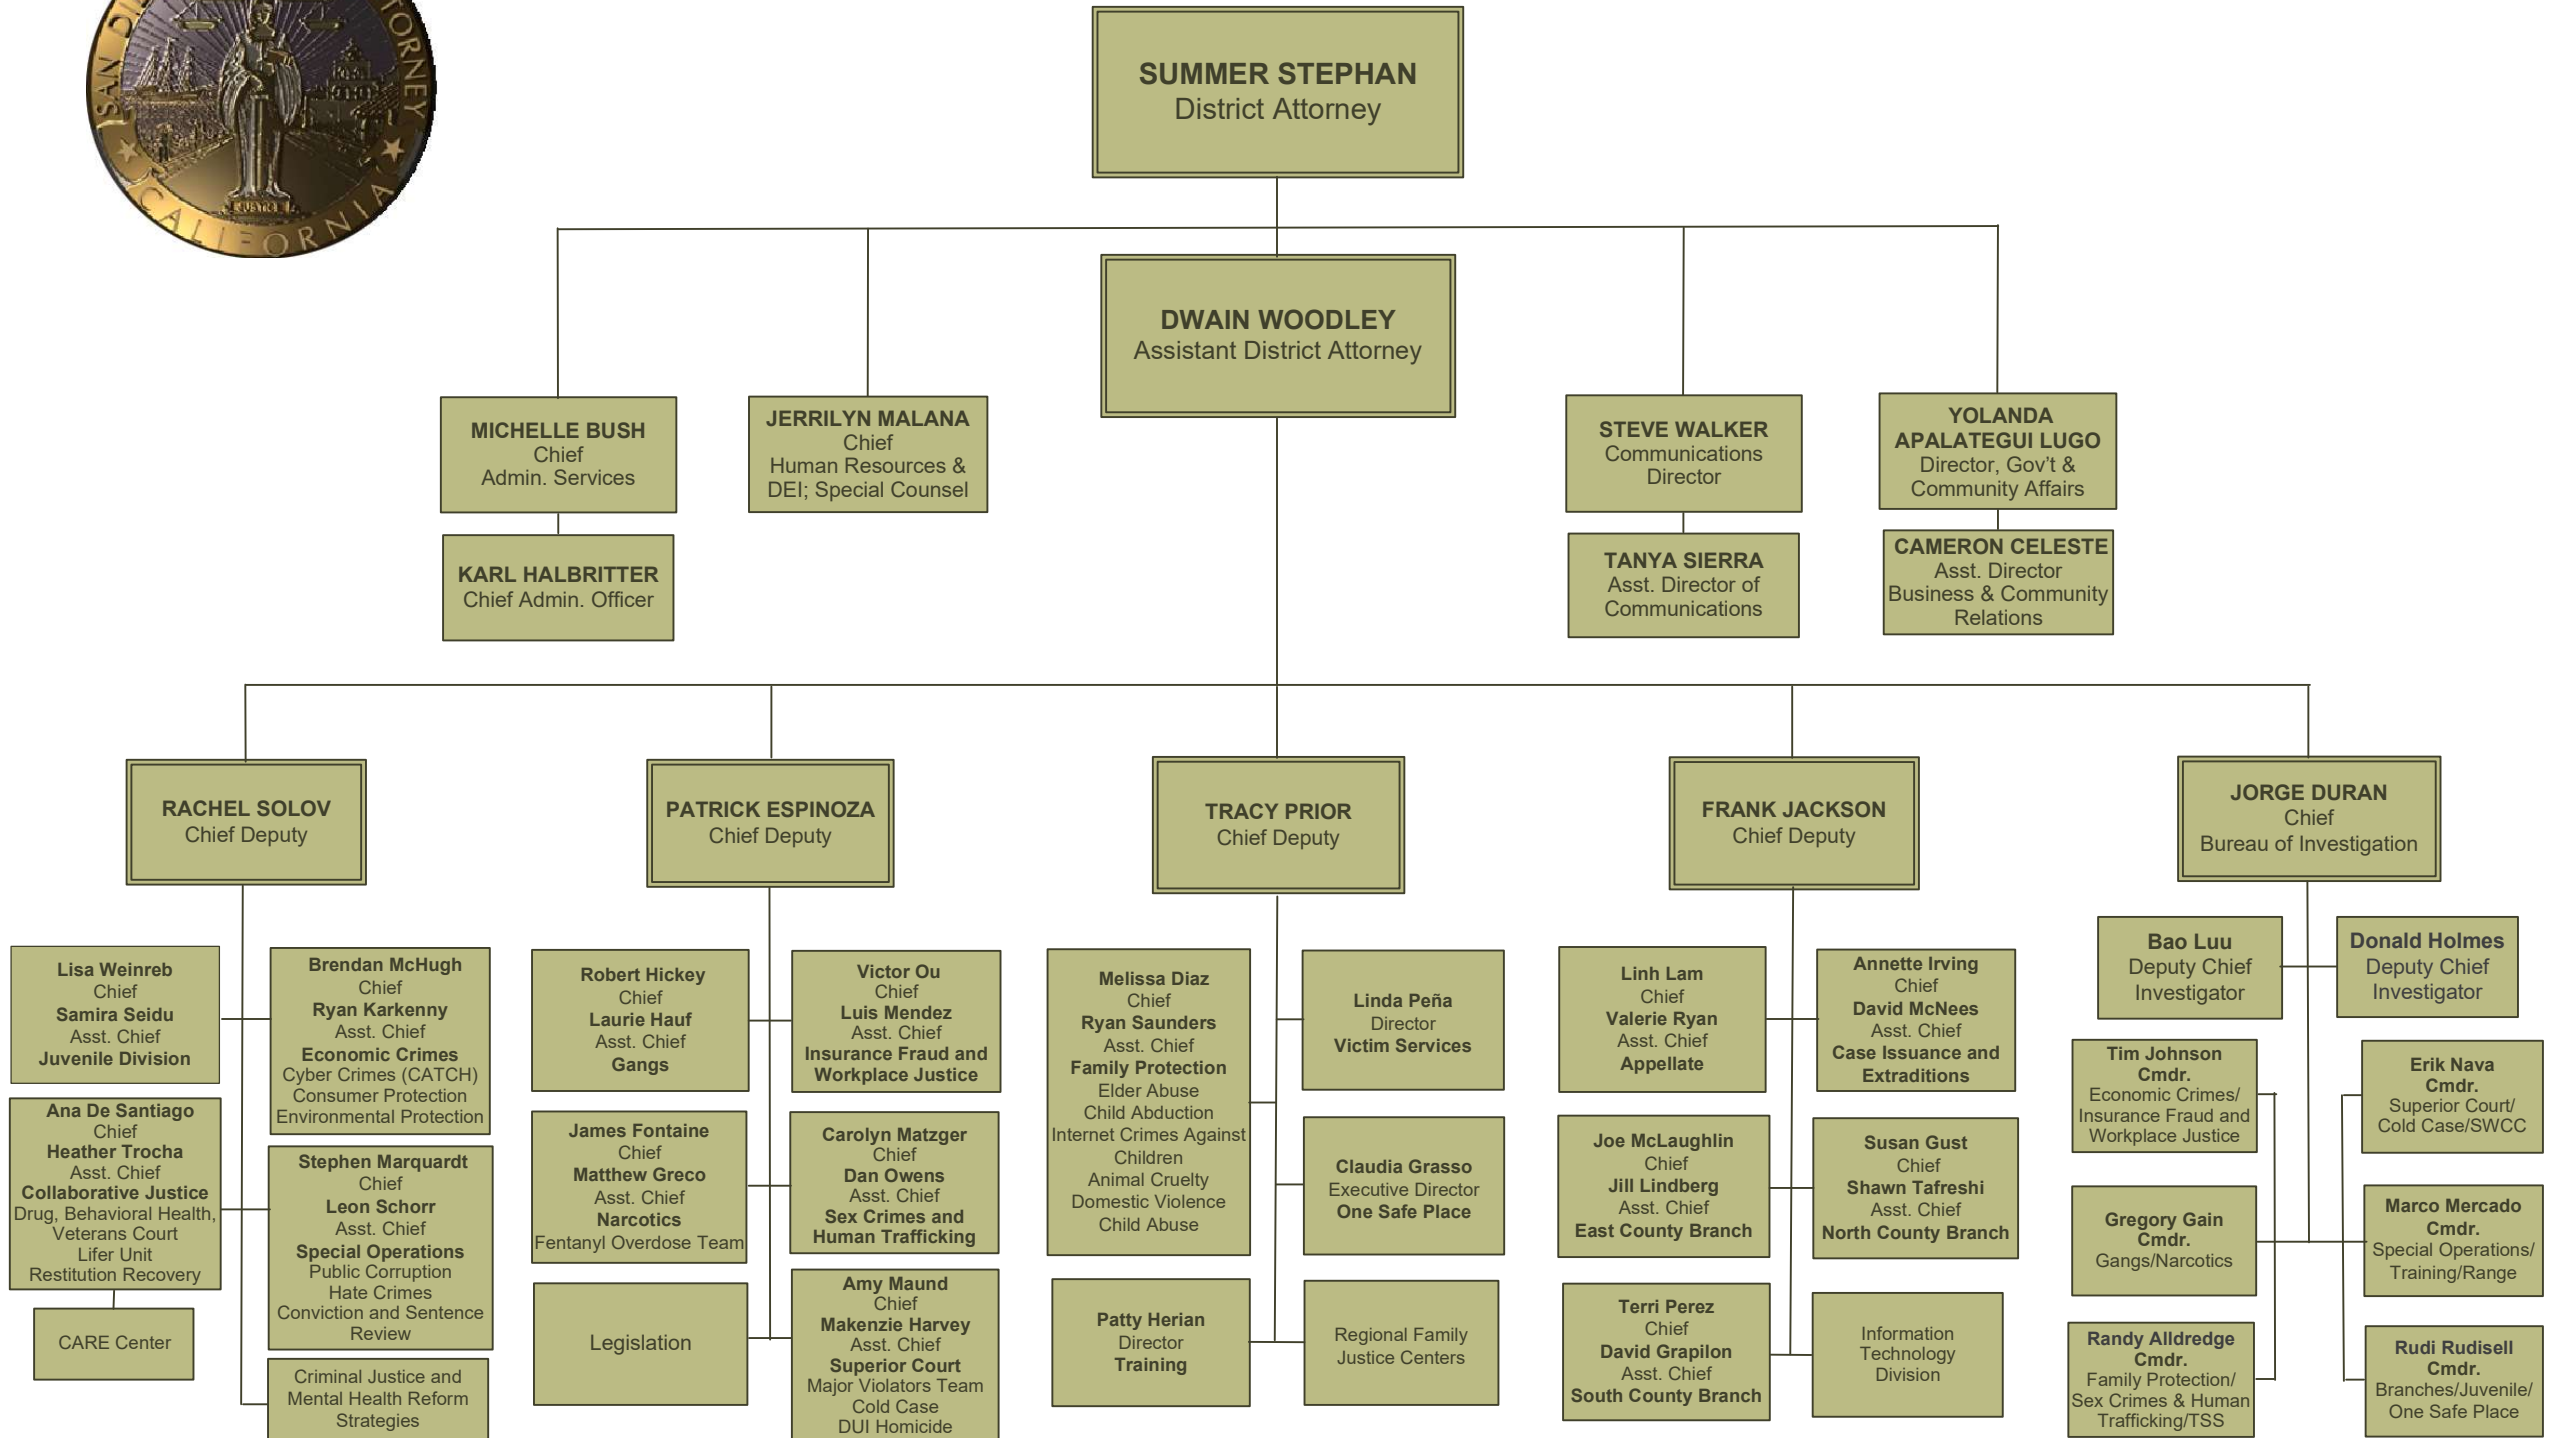 SAN DI
TORNEY
CALIFORNIA
JUSTICE
SUMMER STEPHAN
District Attorney
DWAIN WOODLEY
Assistant District Attorney
MICHELLE BUSH
Chief
Admin. Services
JERRILYN MALANA
Chief
Human Resources &
DEI; Special Counsel
STEVE WALKER
Communications
Director
YOLANDA
APALATEGUI LUGO
Director, Gov’t &
Community Affairs
KARL HALBRITTER
Chief Admin. Officer
TANYA SIERRA
Asst. Director of
Communications
CAMERON CELESTE
Asst. Director
Business & Community
Relations
RACHEL SOLOV
Chief Deputy
PATRICK ESPINOZA
Chief Deputy
TRACY PRIOR
Chief Deputy
FRANK JACKSON
Chief Deputy
JORGE DURAN
Chief
Bureau of Investigation
Lisa Weinreb
Chief
Samira Seidu
Asst. Chief
Juvenile Division
Brendan McHugh
Chief
Ryan Karkenny
Asst. Chief
Economic Crimes
Cyber Crimes (CATCH)
Consumer Protection
Environmental Protection
Ana De Santiago
Chief
Heather Trocha
Asst. Chief
Collaborative Justice
Drug, Behavioral Health,
Veterans Court
Lifer Unit
Restitution Recovery
Stephen Marquardt
Chief
Leon Schorr
Asst. Chief
Special Operations
Public Corruption
Hate Crimes
Conviction and Sentence
Review
CARE Center
Criminal Justice and
Mental Health Reform
Strategies
Robert Hickey
Chief
Laurie Hauf
Asst. Chief
Gangs
Victor Ou
Chief
Luis Mendez
Asst. Chief
Insurance Fraud and
Workplace Justice
James Fontaine
Chief
Matthew Greco
Asst. Chief
Narcotics
Fentanyl Overdose Team
Carolyn Matzger
Chief
Dan Owens
Asst. Chief
Sex Crimes and
Human Trafficking
Legislation
Amy Maund
Chief
Makenzie Harvey
Asst. Chief
Superior Court
Major Violators Team
Cold Case
DUI Homicide
Melissa Diaz
Chief
Ryan Saunders
Asst. Chief
Family Protection
Elder Abuse
Child Abduction
Internet Crimes Against
Children
Animal Cruelty
Domestic Violence
Child Abuse
Linda Peña
Director
Victim Services
Claudia Grasso
Executive Director
One Safe Place
Patty Herian
Director
Training
Regional Family
Justice Centers
Linh Lam
Chief
Valerie Ryan
Asst. Chief
Appellate
Annette Irving
Chief
David McNees
Asst. Chief
Case Issuance and
Extraditions
Joe McLaughlin
Chief
Jill Lindberg
Asst. Chief
East County Branch
Susan Gust
Chief
Shawn Tafreshi
Asst. Chief
North County Branch
Terri Perez
Chief
David Grapilon
Asst. Chief
South County Branch
Information
Technology
Division
Bao Luu
Deputy Chief
Investigator
Donald Holmes
Deputy Chief
Investigator
Tim Johnson
Cmdr.
Economic Crimes/
Insurance Fraud and
Workplace Justice
Erik Nava
Cmdr.
Superior Court/
Cold Case/SWCC
Gregory Gain
Cmdr.
Gangs/Narcotics
Marco Mercado
Cmdr.
Special Operations/
Training/Range
Randy Alldredge
Cmdr.
Family Protection/
Sex Crimes & Human
Trafficking/TSS
Rudi Rudisell
Cmdr.
Branches/Juvenile/
One Safe Place